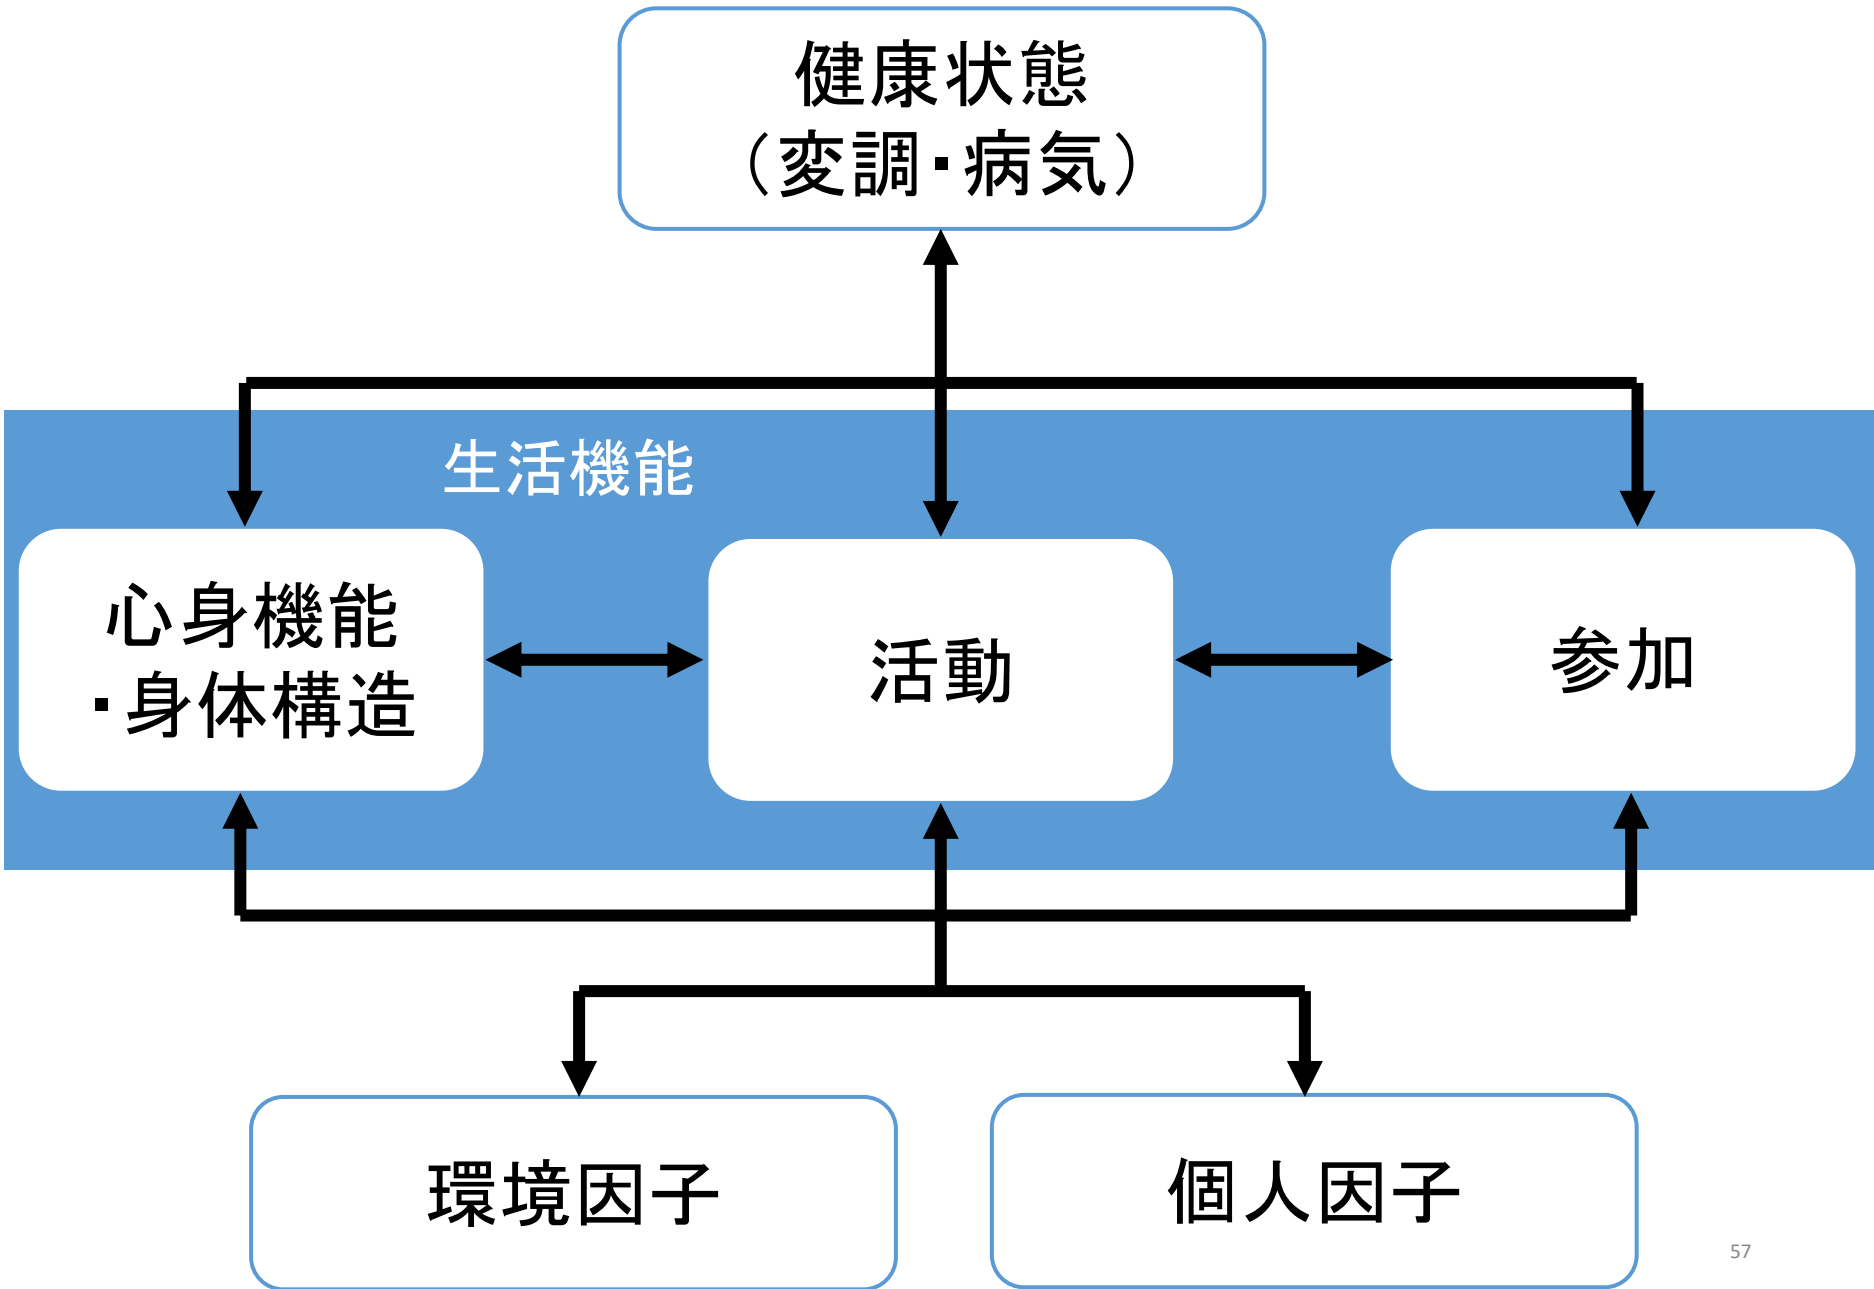 健康状態
（変調・病気）
生活機能
心身機能
・身体構造
活動
参加
環境因子
個人因子
57